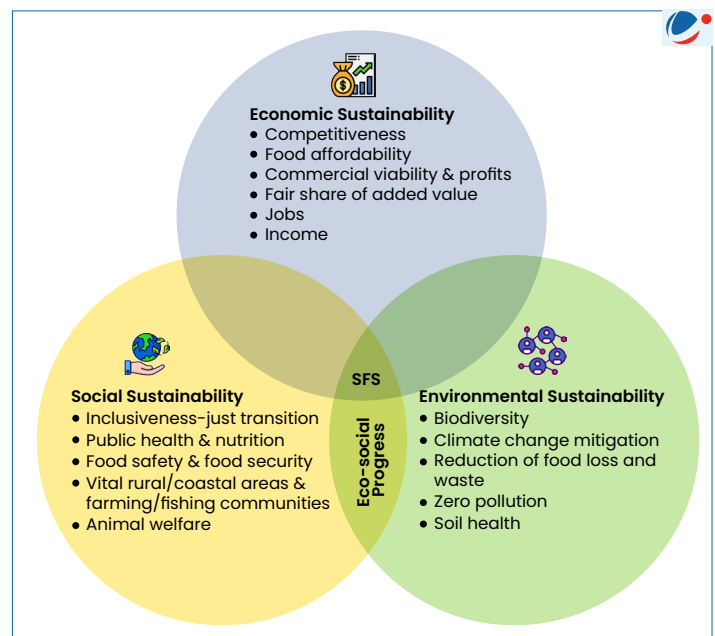 Economic Sustainability
• Competitiveness
• Food affordability
• Commercial viability & profits
• Fair share of added value
• Jobs
• Income
SFS
Social Sustainability
• Inclusiveness-just transition
• Public health & nutrition
• Food safety & food security
• Vital rural/coastal areas &
farming/fishing communities
• Animal welfare
Eco-social
Progress
Environmental Sustainability
• Biodiversity
• Climate change mitigation
• Reduction of food loss and
waste
• Zero pollution
• Soil health